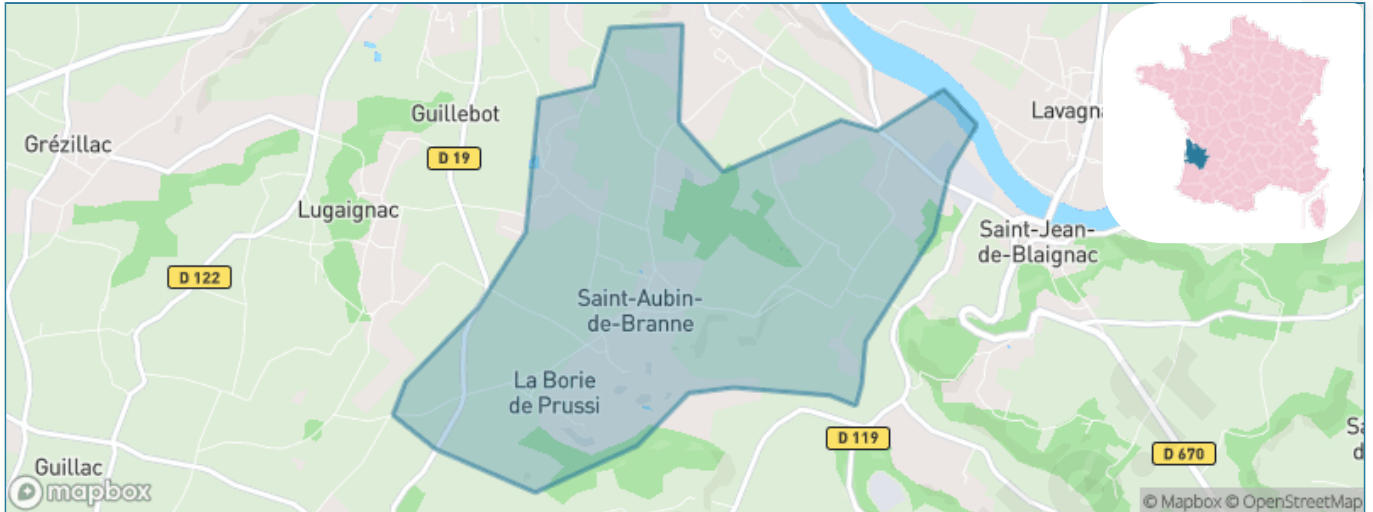 Grézillac
Guillebot
D 19
Lugaignac
D 122
Saint-Aubin-
de-Branne
La Borie
de Prussi
Guillac
Saint-Jean-
de-Blaignac
D 119
D 670
mapbox
© Mapbox © OpenStreetMap